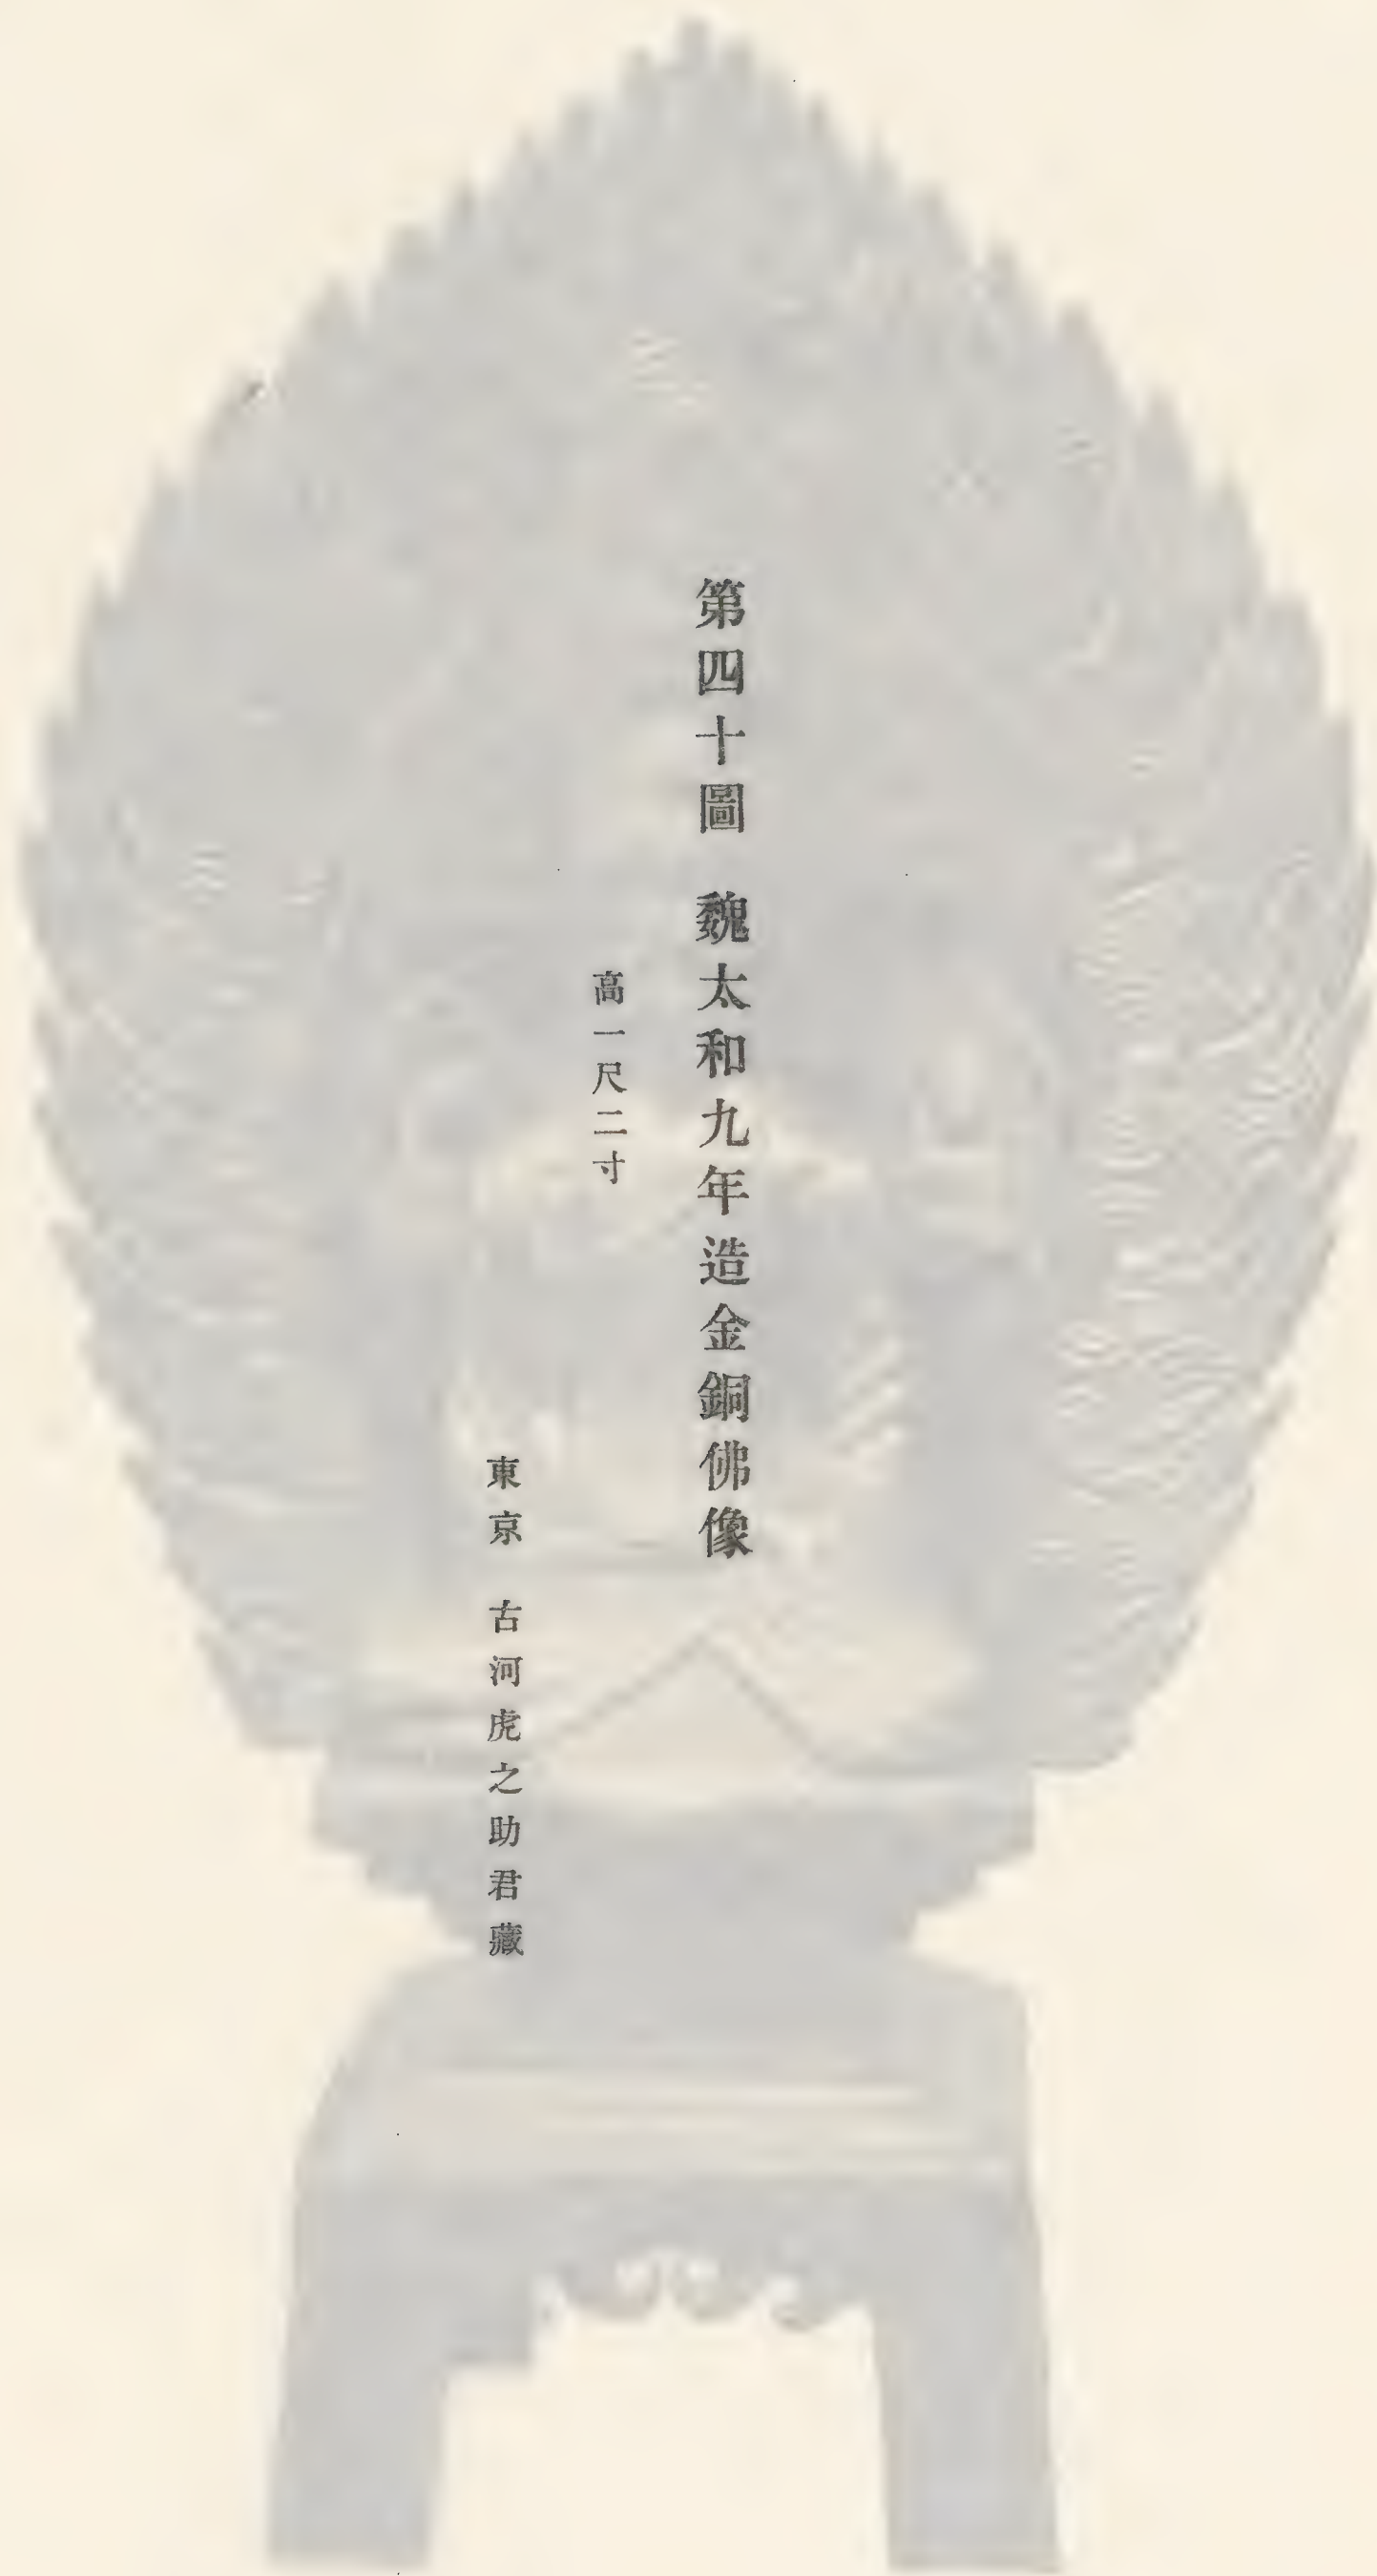 第四十圖 魏太和九年造金銅佛像
高一尺二寸
東京 古河虎之助君藏